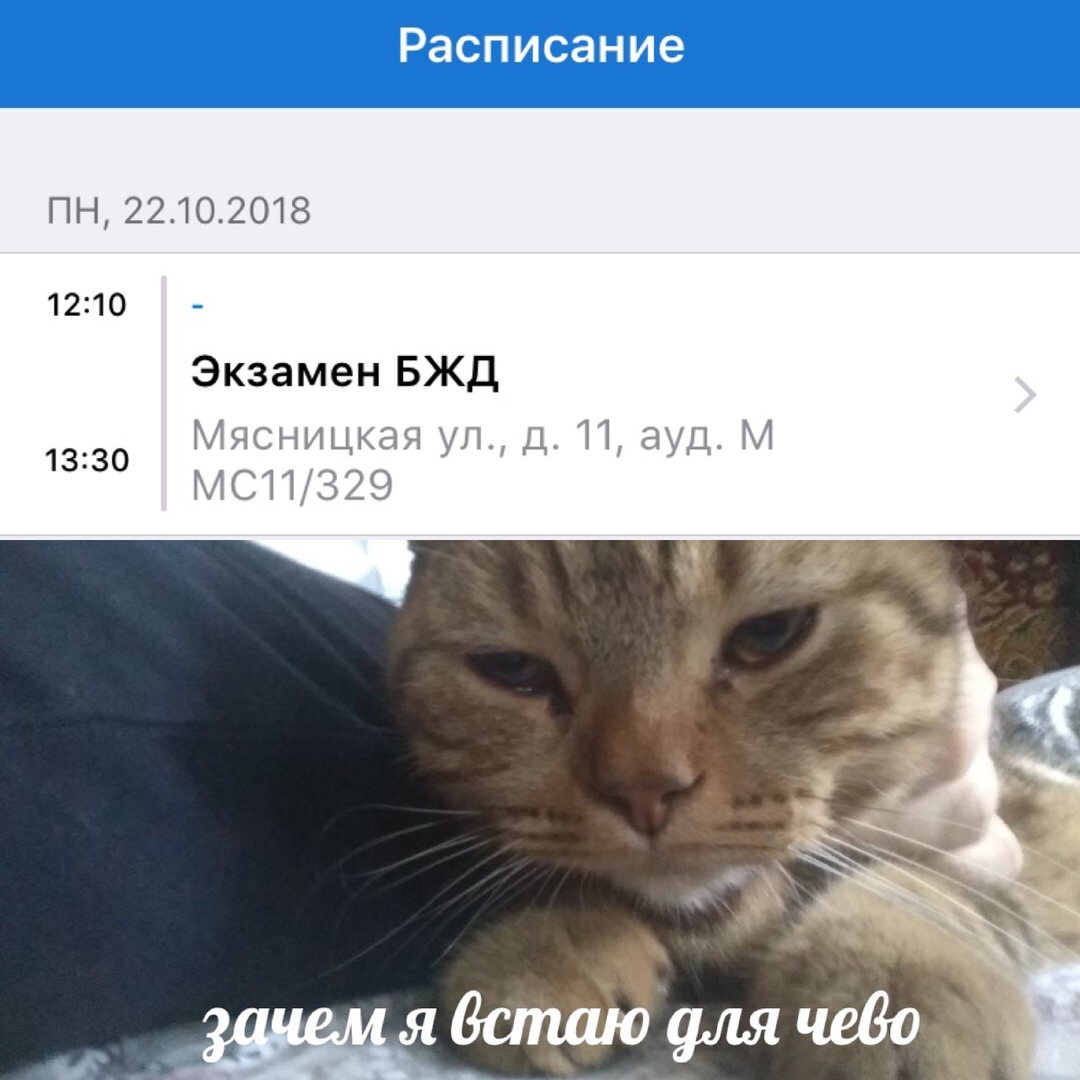 Расписание
ПН, 22.10.2018
12:10
-
Экзамен БЖД
Мясницкая ул., д. 11, ауд. М
МС11/329
13:30
зачем я встаю для чево